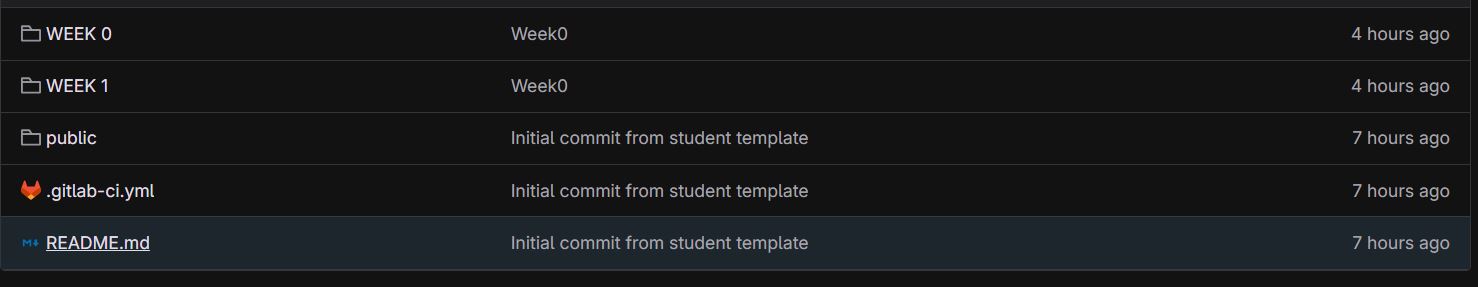 WEEK 0 Week0 4 hours ago
WEEK 1 Week0 4 hours ago
public Initial commit from student template 7 hours ago
.gitlab-ci.yml Initial commit from student template 7 hours ago
README.md Initial commit from student template 7 hours ago